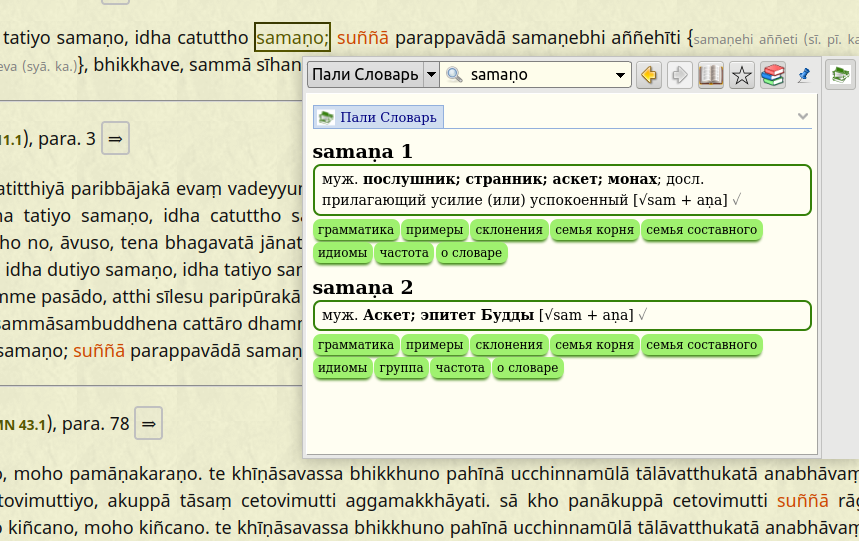 tatiyo samaṇo, idha catuttho samaṇo; suññā parappavādā samaṇebhi aññehīti {samaṇehi aññeti (sī. pī. ka
eva (syā. ka.)}, bhikkhave, sammā sīhan
11.1), para. 3 ⇒
atitthiyā paribbājakā evaṃ vadeyyur
na tatiyo samaṇo, idha catuttho sa
ho no, āvuso, tena bhagavatā jānat
idha dutiyo samaṇo, idha tatiyo sar
mme pasādo, atthi sīlesu paripūrakā
sammāsambuddhena cattāro dhamm
samaṇo; suññā parappavādā samaṇ
MN 43.1), para. 78 ⇒
o, moho pamāṇakaraṇo. te khīṇāsavassa bhikkhuno pahīnā ucchinnamūlā tālāvatthukatā anabhāvaṃ
tovimuttiyo, akuppā tāsaṃ cetovimutti aggamakkhāyati. sā kho panākuppā cetovimutti suññā rāg
o kiñcano, moho kiñcano. te khīṇāsavassa bhikkhuno pahīnā ucchinnamūlā tālāvatthukatā anabhāvaṃ
Пали Словарь samaṇo
Пали Словарь
samaṇa 1
муж. послушник; странник; аскет; монах; досл.
прилагающий усилие (или) успокоенный [√sam + aṇa] √
грамматика примеры склонения семья корня семья составного
идиомы частота о словаре
samaṇa 2
муж. Аскет; эпитет Будды [√sam + aṇa] √
грамматика примеры склонения семья корня семья составного
идиомы группа частота о словаре